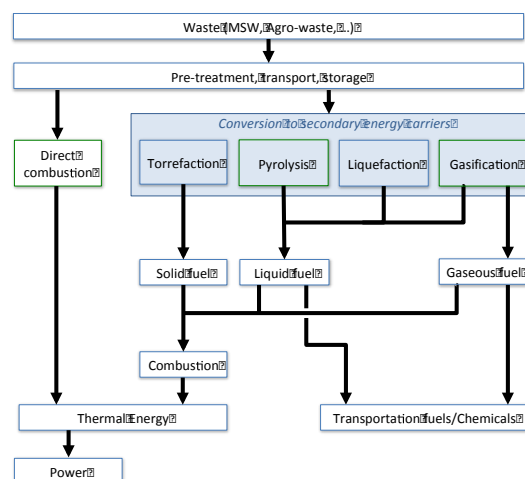 Waste (MSW, Agro-waste, ..)
Pre-treatment, transport, storage
Conversion to secondary energy carriers
Direct
combustion
Torrefaction
Pyrolysis
Liquefaction
Gasification
Solid fuel
Liquid fuel
Gaseous fuel
Combustion
Thermal Energy
Transportation fuels/Chemicals
Power